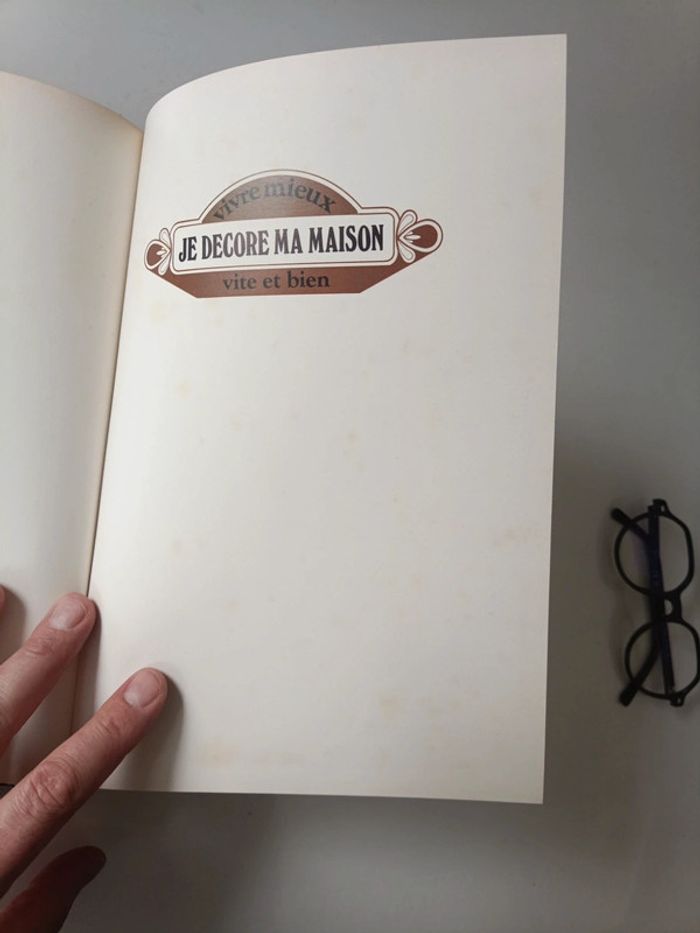 vivre mieux
JE DECORE MA MAISON
vite et bien